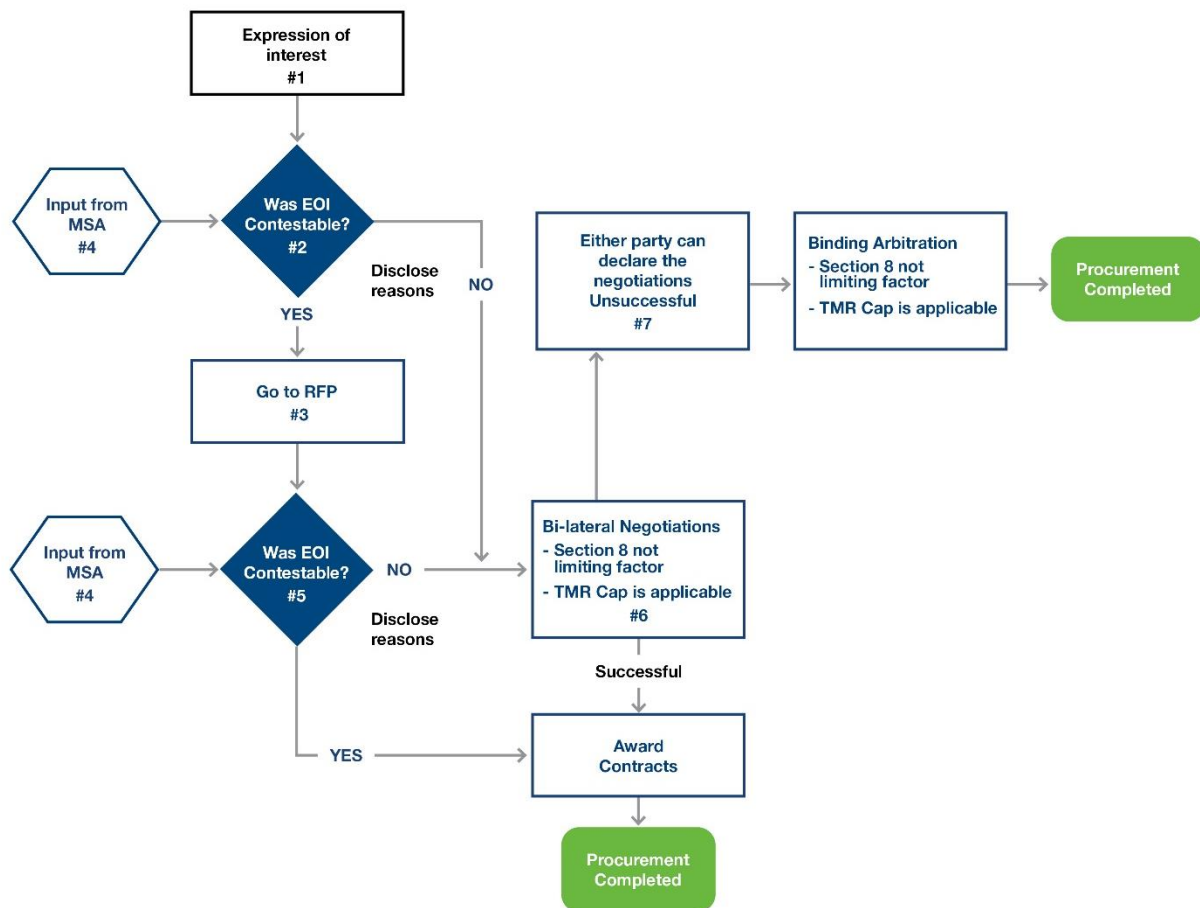 Expression of
interest
#1
Input from
MSA
#4
Was EOI
Contestable?
#2
Disclose
reasons
NO
YES
Go to RFP
#3
Input from
MSA
#4
Was EOI
Contestable?
#5
NO
Disclose
reasons
YES
Either party can
declare the
negotiations
Unsuccessful
#7
Binding Arbitration
- Section 8 not
limiting factor
- TMR Cap is applicable
Procurement
Completed
Bi-lateral Negotiations
- Section 8 not
limiting factor
- TMR Cap is applicable
#6
Successful
Award
Contracts
Procurement
Completed